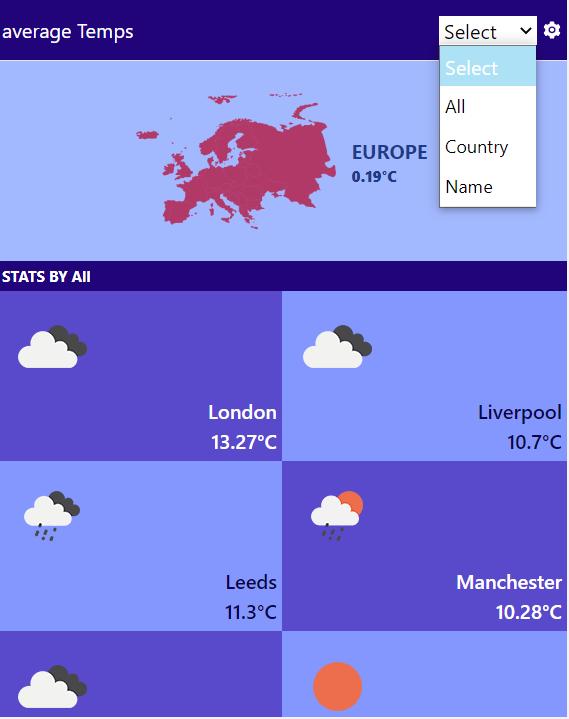 average Temps
Select
Select
All
Country
Name
EUROPE
0.19°C
STATS BY All
London
13.27°C
Liverpool
10.7°C
Leeds
11.3°C
Manchester
10.28°C